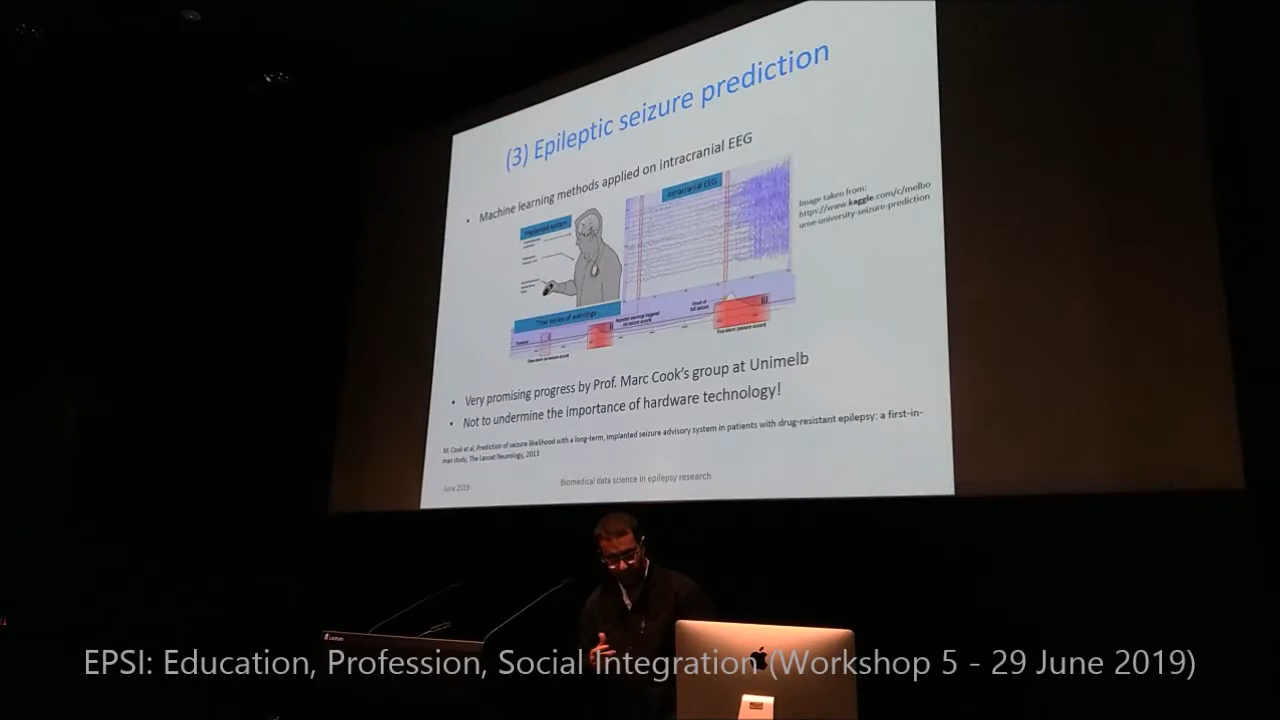 (3) Epileptic seizure prediction
• Machine learning methods applied on intracranial EEG
Implanted system
Intracranial EEG
Image taken from:
https://www.kaggle.com/c/melbo
urne-university-seizure-prediction
Time series of warnings
• Very promising progress by Prof. Marc Cook's group at Unimelb
• Not to undermine the importance of hardware technology!
M. Cook et al, Prediction of seizure likelihood with a long-term, implanted seizure advisory system in patients with drug-resistant epilepsy: a first-in-
man study, The Lancet Neurology, 2013
June 2019
Biomedical data science in epilepsy research
EPSI: Education, Profession, Social Integration (Workshop 5 - 29 June 2019)